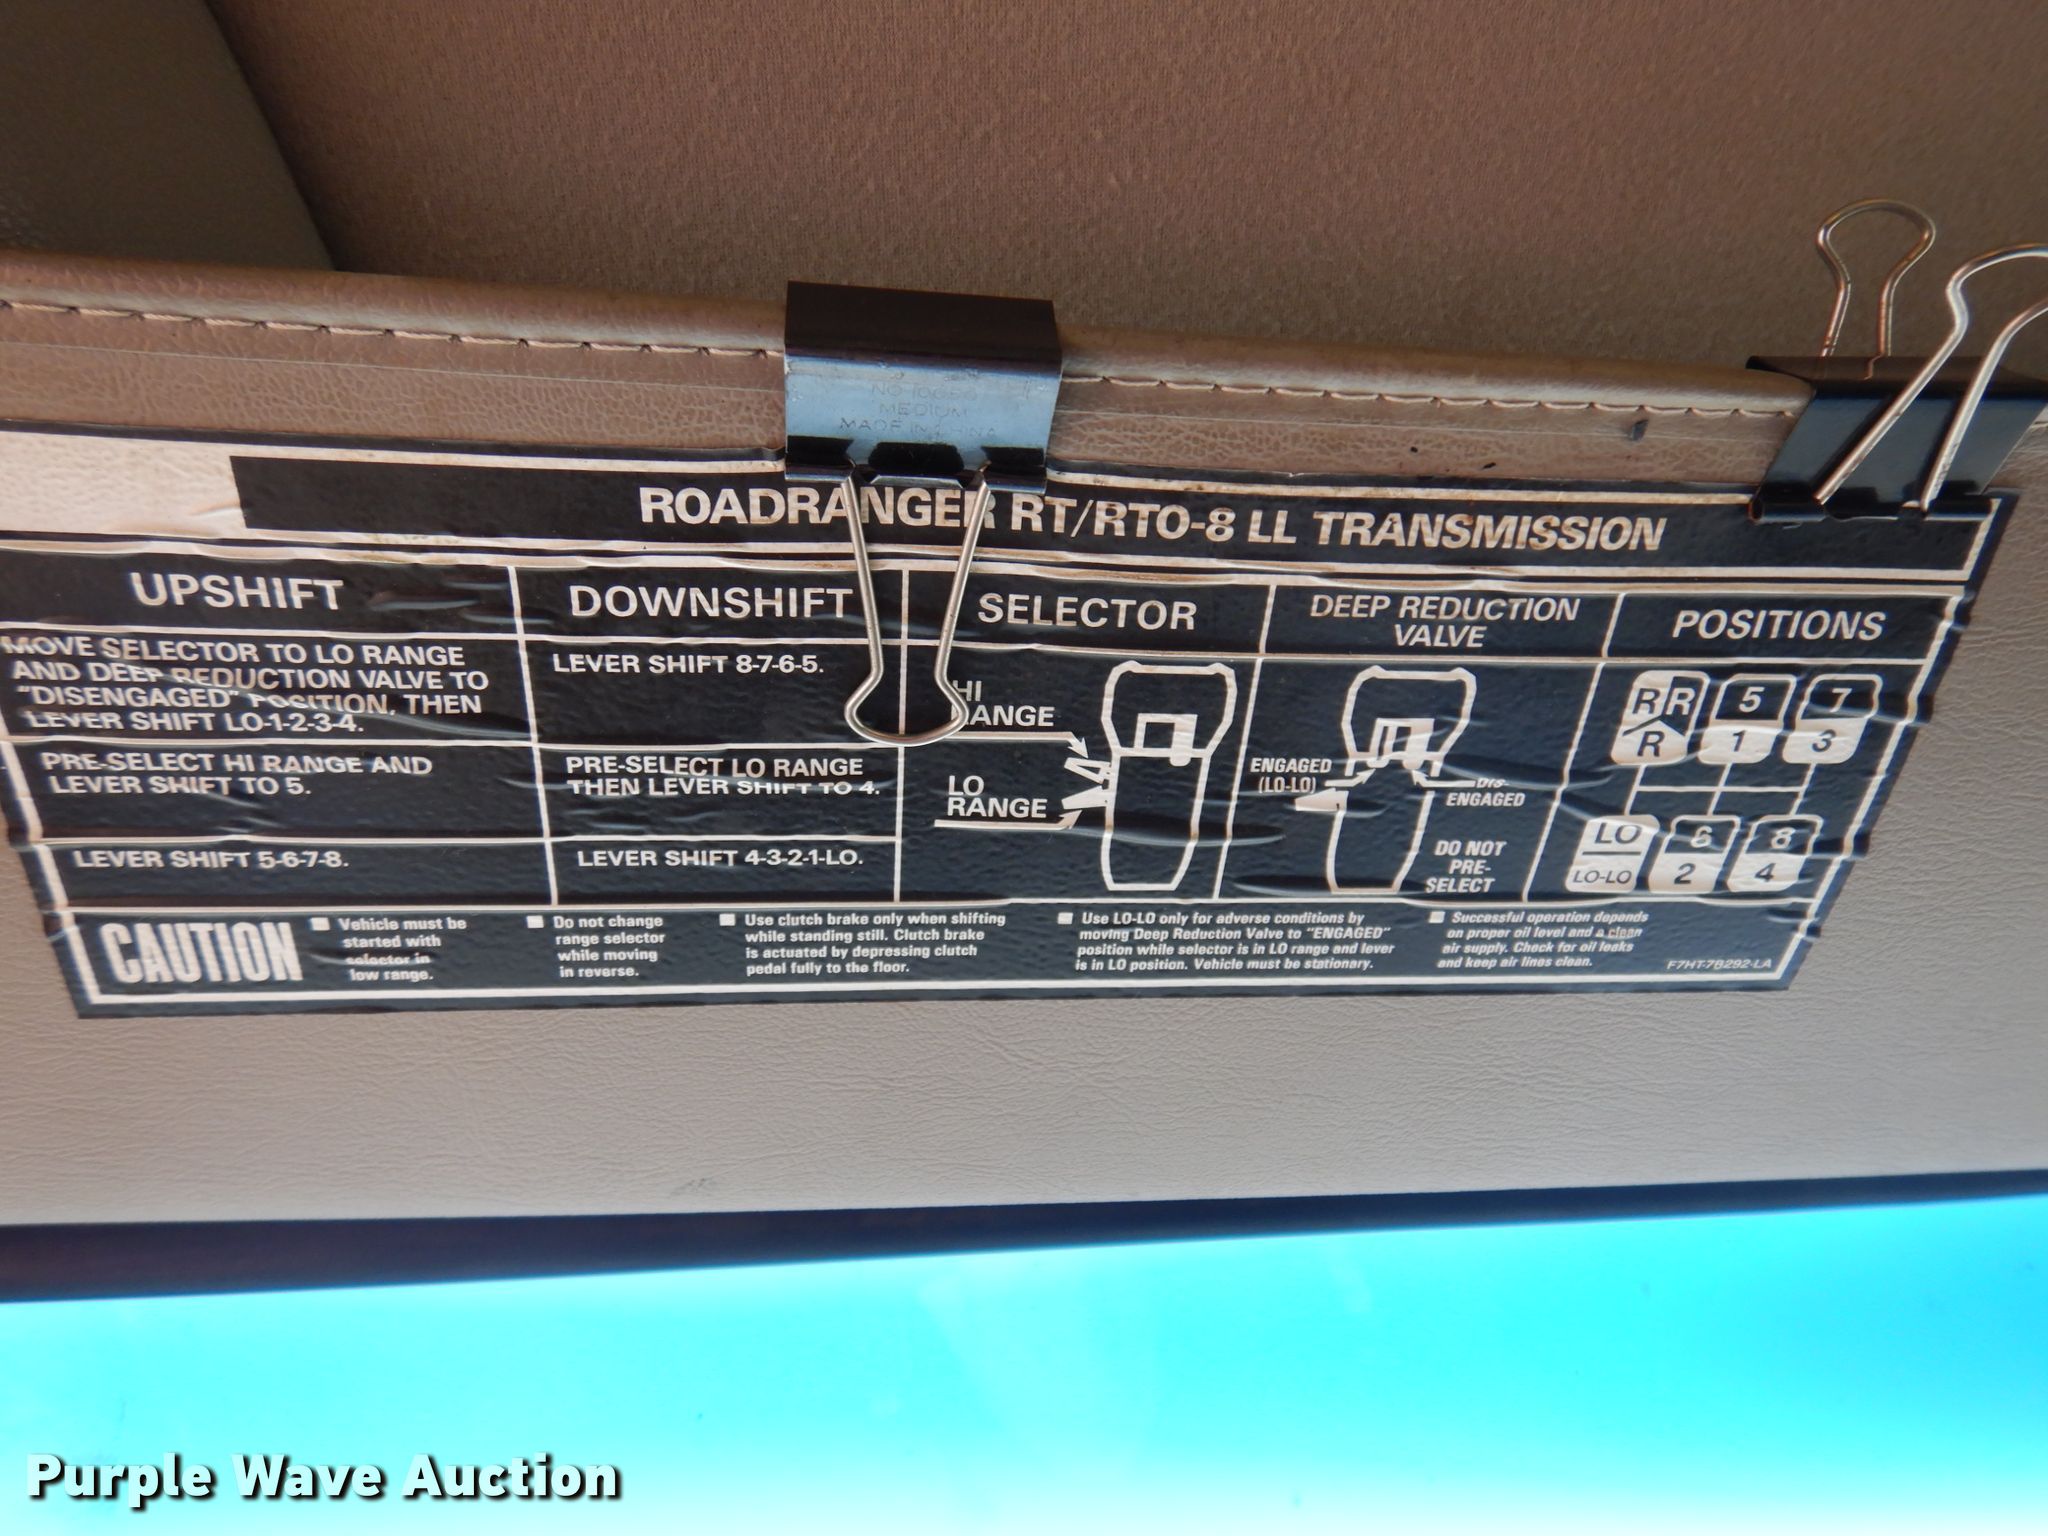 NO 10050
MEDIUM
MADE IN CHINA
ROADRANGER RT/RTO-8 LL TRANSMISSION
UPSHIFT
MOVE SELECTOR TO LO RANGE
AND DEEP REDUCTION VALVE TO
"DISENGAGED" POSITION, THEN
LEVER SHIFT LO-1-2-3-4.
PRE-SELECT HI RANGE AND
LEVER SHIFT TO 5.
LEVER SHIFT 5-6-7-8.
DOWNSHIFT
LEVER SHIFT 8-7-6-5.
PRE-SELECT LO RANGE
THEN LEVER SHIFT TO 4.
LEVER SHIFT 4-3-2-1-LO.
SELECTOR
HI
RANGE
LO
RANGE
DEEP REDUCTION
VALVE
ENGAGED
(LO-LO)
DIS-
ENGAGED
DO NOT
PRE-
SELECT
POSITIONS
R R 5 7
R 1 3
LO 6 8
LO-LO 2 4
CAUTION
Vehicle must be
started with
selector in
low range.
Do not change
range selector
while moving
in reverse.
Use clutch brake only when shifting
while standing still. Clutch brake
is actuated by depressing clutch
pedal fully to the floor.
Use LO-LO only for adverse conditions by
moving Deep Reduction Valve to "ENGAGED"
position while selector is in LO range and lever
is in LO position. Vehicle must be stationary.
Successful operation depends
on proper oil level and a clean
air supply. Check for oil leaks
and keep air lines clean.
F7HT-7B292-LA
Purple Wave Auction